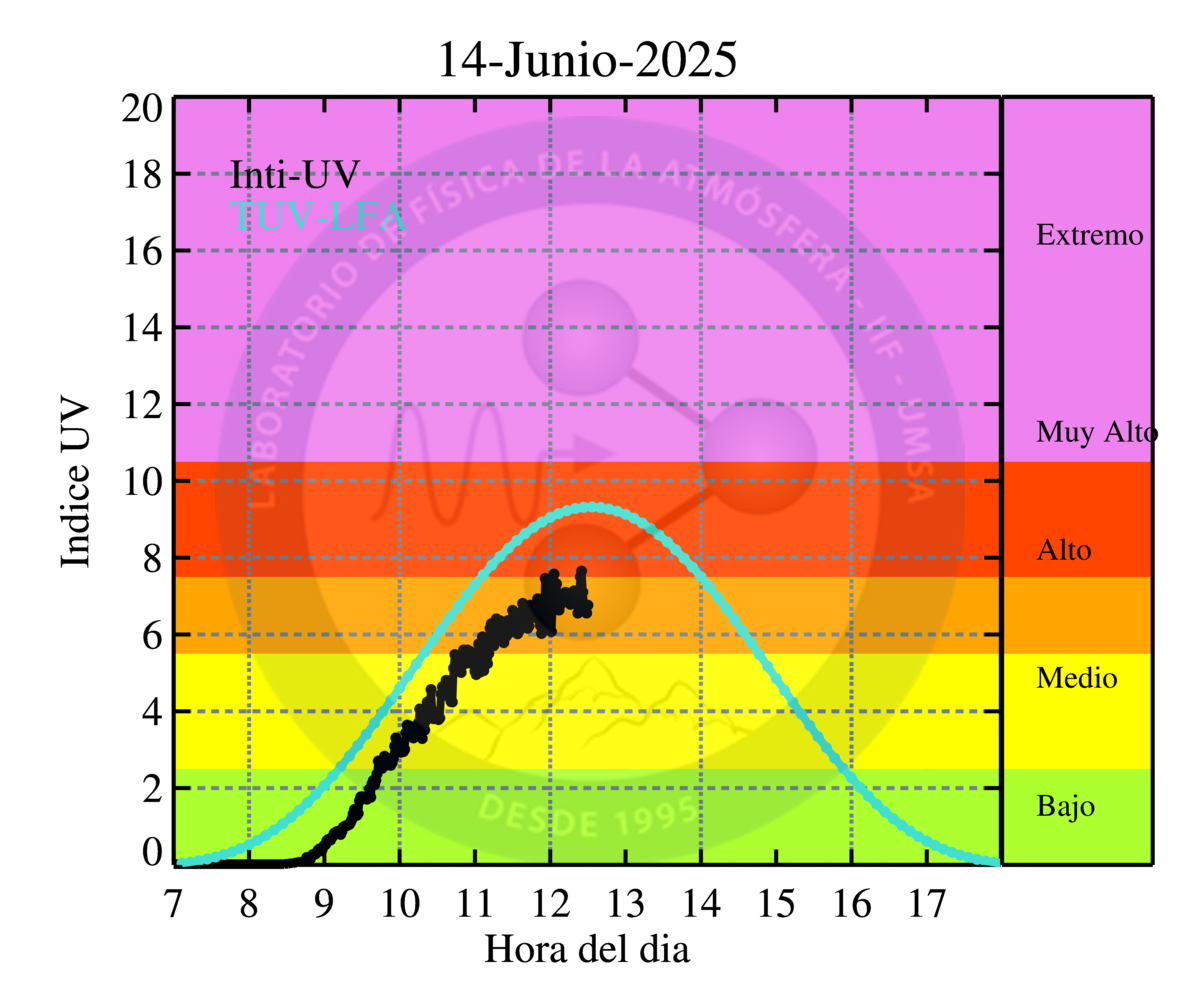 14-Junio-2025
Indice UV
20
18
16
14
12
10
8
6
4
2
0
Inti-UV
TUV-LFA
LABORATORIO DE FÍSICA DE LA ATMÓSFERA - IIF - UMSA
DESDE 1995
Extremo
Muy Alto
Alto
Medio
Bajo
7 8 9 10 11 12 13 14 15 16 17
Hora del dia